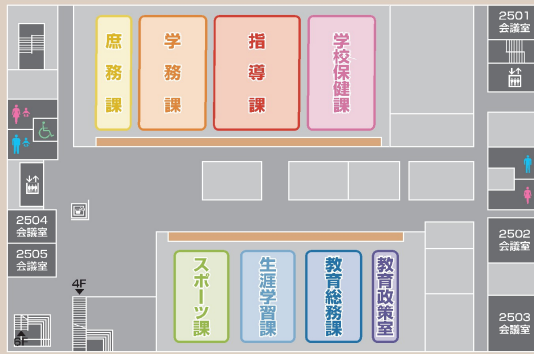 庶務課
学務課
指導課
学校保健課
2501
会議室
2504
会議室
2505
会議室
2502
会議室
2503
会議室
4F
6F
スポーツ課
生涯学習課
教育総務課
教育政策室